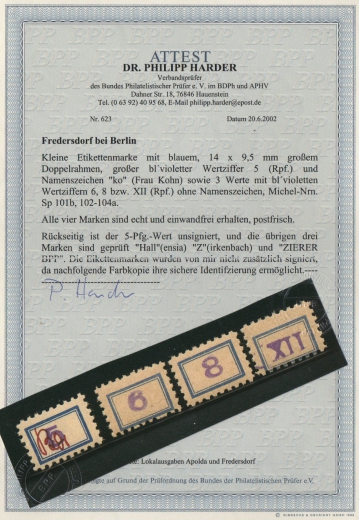 ATTEST
DR. PHILIPP HARDER
Verbandsprüfer
des Bundes Philatelistischer Prüfer e. V. im BDPh und APHV
Dahner Str. 18, 76846 Hauenstein
Tel. (0 63 92) 40 95 68, E-Mail philipp.harder@epost.de
Nr. 623 Datum 20.6.2002
Fredersdorf bei Berlin
Kleine Etikettenmarke mit blauem, 14 x 9,5 mm großem
Doppelrahmen, großer bl´violetter Wertziffer 5 (Rpf.) und
Namenszeichen "ko" (Frau Kohn) sowie 3 Werte mit bl´violetten
Wertziffern 6, 8 bzw. XII (Rpf.) ohne Namenszeichen, Michel-Nrn.
Sp 101b, 102-104a.
Alle vier Marken sind echt und einwandfrei erhalten, postfrisch.
Rückseitig ist der 5-Pfg.-Wert unsigniert, und die übrigen drei
Marken sind geprüft "Hall"(ensia) "Z"(irkenbach) und "ZIERER
BPP". Die Etikettenmarken wurden von mir nicht zusätzlich signiert,
da nachfolgende Farbkopie ihre sichere Identifizierung ermöglicht.----
P. Harder
5 6 8 XII
Lokalausgaben Apolda und Fredersdorf
auf Grund der Prüfordnung des Bundes der Philatelistischen Prüfer e.V.